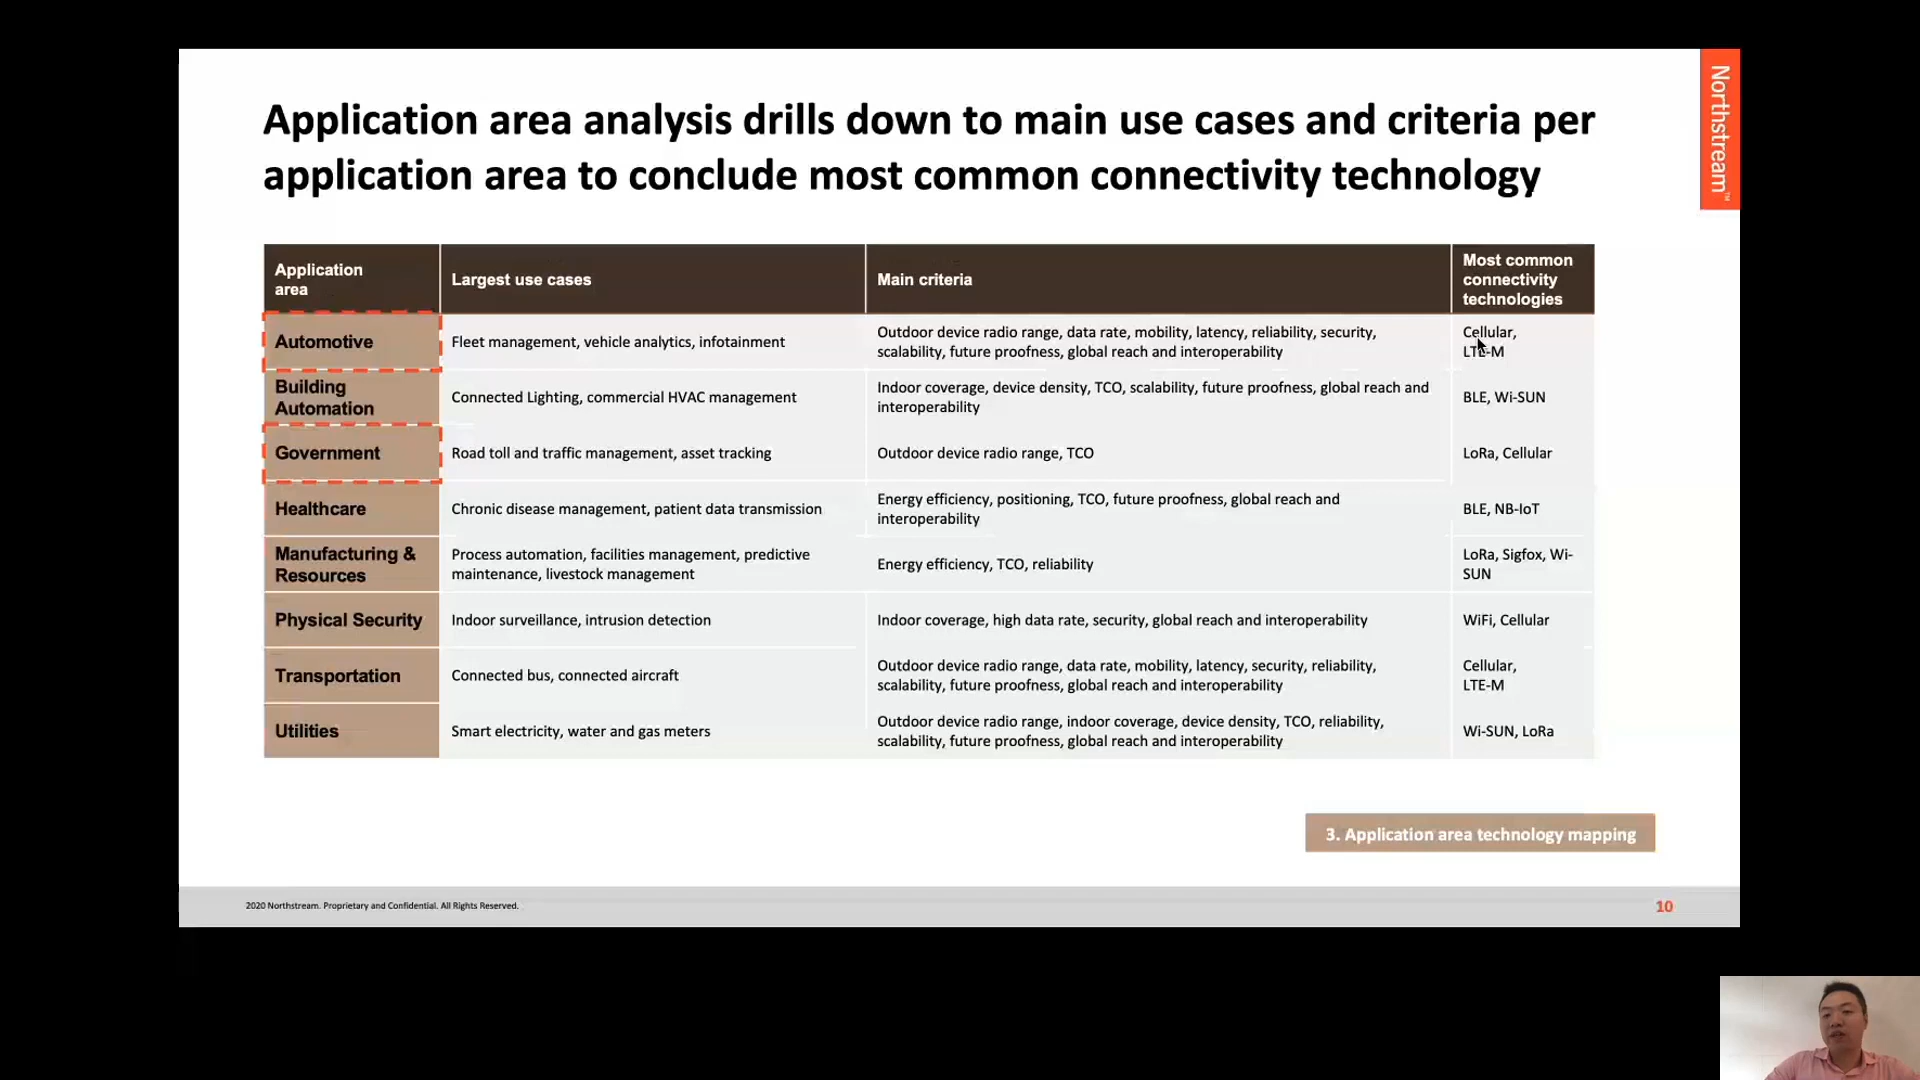 Northstream™
Application area analysis drills down to main use cases and criteria per
application area to conclude most common connectivity technology
Application
area
Largest use cases
Main criteria
Most common
connectivity
technologies
Automotive
Fleet management, vehicle analytics, infotainment
Outdoor device radio range, data rate, mobility, latency, reliability, security,
scalability, future proofness, global reach and interoperability
Cellular,
LTE-M
Building
Automation
Connected Lighting, commercial HVAC management
Indoor coverage, device density, TCO, scalability, future proofness, global reach and
interoperability
BLE, Wi-SUN
Government
Road toll and traffic management, asset tracking
Outdoor device radio range, TCO
LoRa, Cellular
Healthcare
Chronic disease management, patient data transmission
Energy efficiency, positioning, TCO, future proofness, global reach and
interoperability
BLE, NB-IoT
Manufacturing &
Resources
Process automation, facilities management, predictive
maintenance, livestock management
Energy efficiency, TCO, reliability
LoRa, Sigfox, Wi-
SUN
Physical Security
Indoor surveillance, intrusion detection
Indoor coverage, high data rate, security, global reach and interoperability
WiFi, Cellular
Transportation
Connected bus, connected aircraft
Outdoor device radio range, data rate, mobility, latency, security, reliability,
scalability, future proofness, global reach and interoperability
Cellular,
LTE-M
Utilities
Smart electricity, water and gas meters
Outdoor device radio range, indoor coverage, device density, TCO, reliability,
scalability, future proofness, global reach and interoperability
Wi-SUN, LoRa
3. Application area technology mapping
2020 Northstream. Proprietary and Confidential. All Rights Reserved.
10